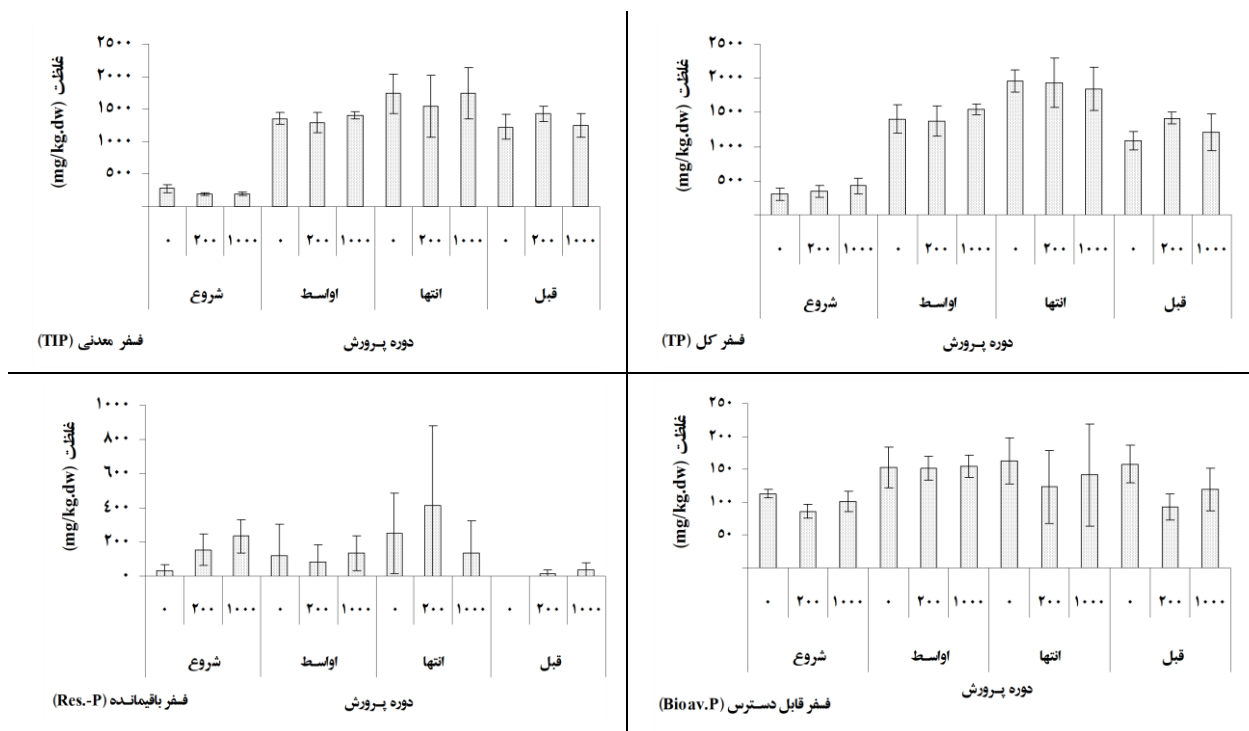 غلظت (mg/kg.dw)
۲۵۰۰
۲۰۰۰
۱۵۰۰
۱۰۰۰
۵۰۰
۰ ۲۰۰ ۱۰۰۰ ۰ ۲۰۰ ۱۰۰۰ ۰ ۲۰۰ ۱۰۰۰ ۰ ۲۰۰ ۱۰۰۰
شروع اواسط انتها قبل
دوره پرورش
فسفر معدنی (TIP)
غلظت (mg/kg.dw)
۲۵۰۰
۲۰۰۰
۱۵۰۰
۱۰۰۰
۵۰۰
۰ ۲۰۰ ۱۰۰۰ ۰ ۲۰۰ ۱۰۰۰ ۰ ۲۰۰ ۱۰۰۰ ۰ ۲۰۰ ۱۰۰۰
شروع اواسط انتها قبل
دوره پرورش
فسفر کل (TP)
غلظت (mg/kg.dw)
۱۰۰۰
۸۰۰
٦۰۰
٤۰۰
۲۰۰
۰
۰ ۲۰۰ ۱۰۰۰ ۰ ۲۰۰ ۱۰۰۰ ۰ ۲۰۰ ۱۰۰۰ ۰ ۲۰۰ ۱۰۰۰
شروع اواسط انتها قبل
دوره پرورش
فسفر باقیمانده (Res.-P)
غلظت (mg/kg.dw)
۲۵۰
۲۰۰
۱۵۰
۱۰۰
۵۰
۰ ۲۰۰ ۱۰۰۰ ۰ ۲۰۰ ۱۰۰۰ ۰ ۲۰۰ ۱۰۰۰ ۰ ۲۰۰ ۱۰۰۰
شروع اواسط انتها قبل
دوره پرورش
فسفر قابل دسترس (Bioav.P)